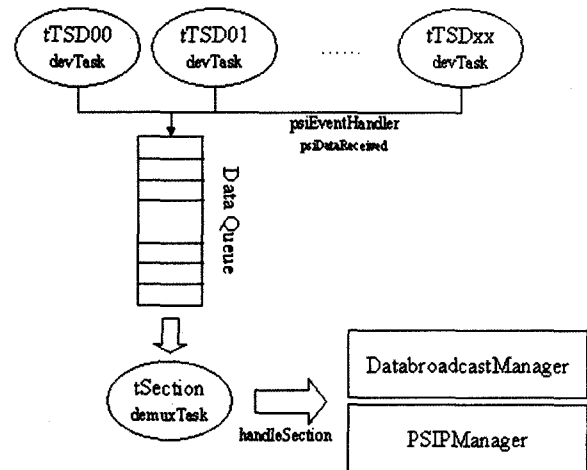 tTSD00
devTask
tTSD01
devTask
......
tTSDxx
devTask
psiEventHandler
psiDataReceived
Data Queue
tSection
demuxTask
handleSection
DatabroadcastManager
PSIPManager